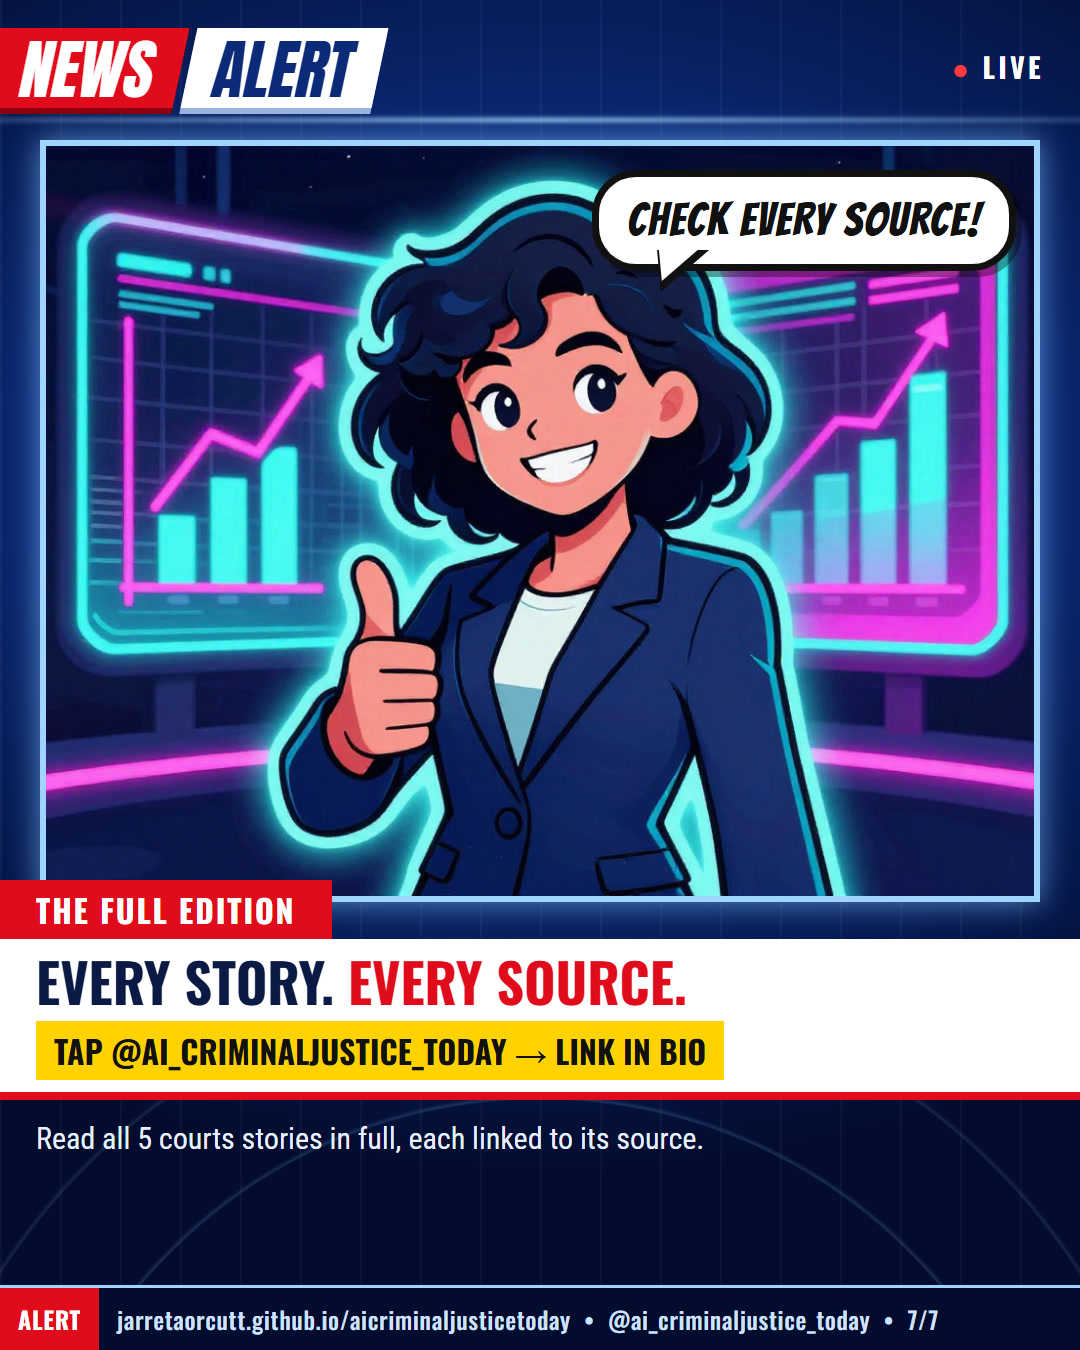 NEWS ALERT
LIVE
CHECK EVERY SOURCE!
THE FULL EDITION
EVERY STORY. EVERY SOURCE.
TAP @AI_CRIMINALJUSTICE_TODAY → LINK IN BIO
Read all 5 courts stories in full, each linked to its source.
ALERT jarretaorcutt.github.io/aicriminaljusticetoday • @ai_criminaljustice_today • 7/7